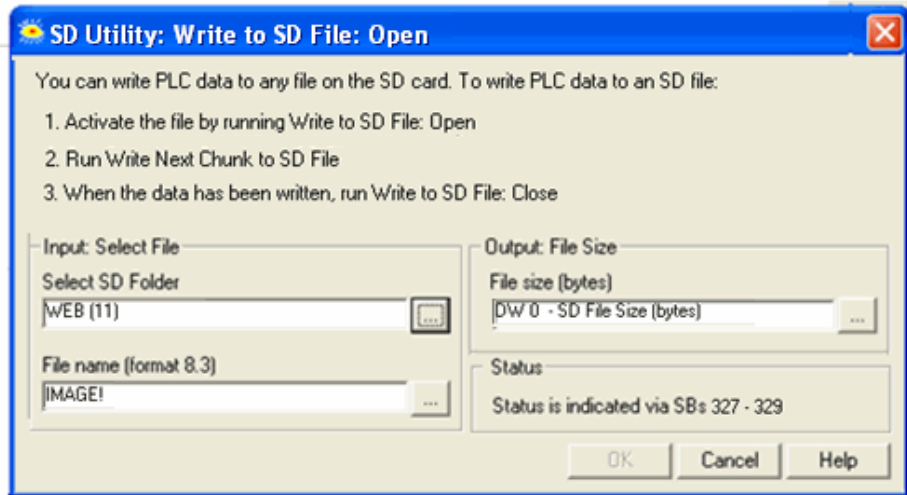 SD Utility: Write to SD File: Open
You can write PLC data to any file on the SD card. To write PLC data to an SD file:
1. Activate the file by running Write to SD File: Open
2. Run Write Next Chunk to SD File
3. When the data has been written, run Write to SD File: Close
Input: Select File
Select SD Folder
WEB (11)
...
File name (format 8.3)
IMAGE!
...
Output: File Size
File size (bytes)
DW 0 - SD File Size (bytes)
...
Status
Status is indicated via SBs 327 - 329
OK
Cancel
Help